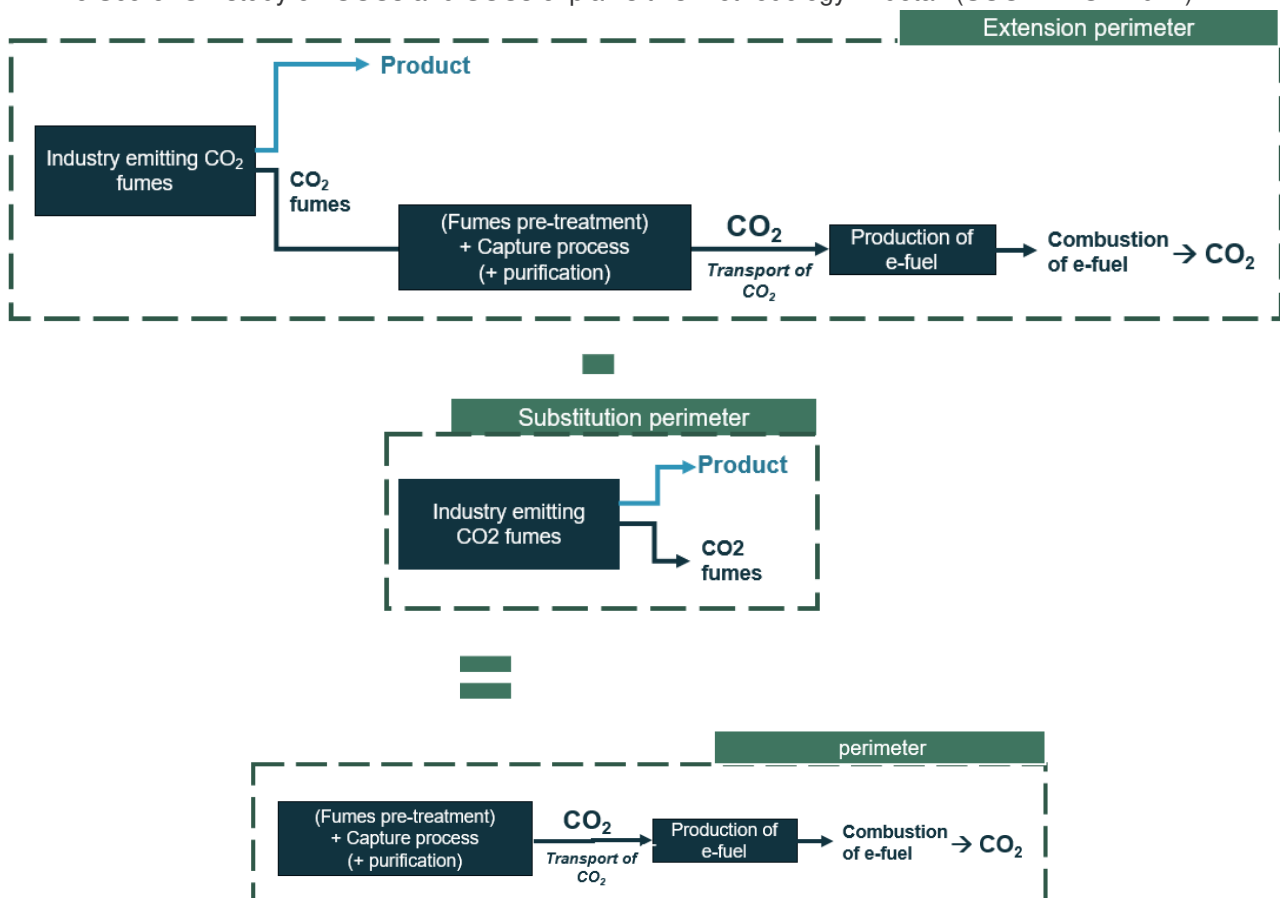 Extension perimeter
Product
Industry emitting CO₂
fumes
CO₂
fumes
(Fumes pre-treatment)
+ Capture process
(+ purification)
CO₂
Transport of
CO₂
Production of
e-fuel
Combustion
of e-fuel
→ CO₂
Substitution perimeter
Product
Industry emitting
CO2 fumes
CO2
fumes
perimeter
(Fumes pre-treatment)
+ Capture process
(+ purification)
CO₂
Transport of
CO₂
Production of
e-fuel
Combustion
of e-fuel
→ CO₂